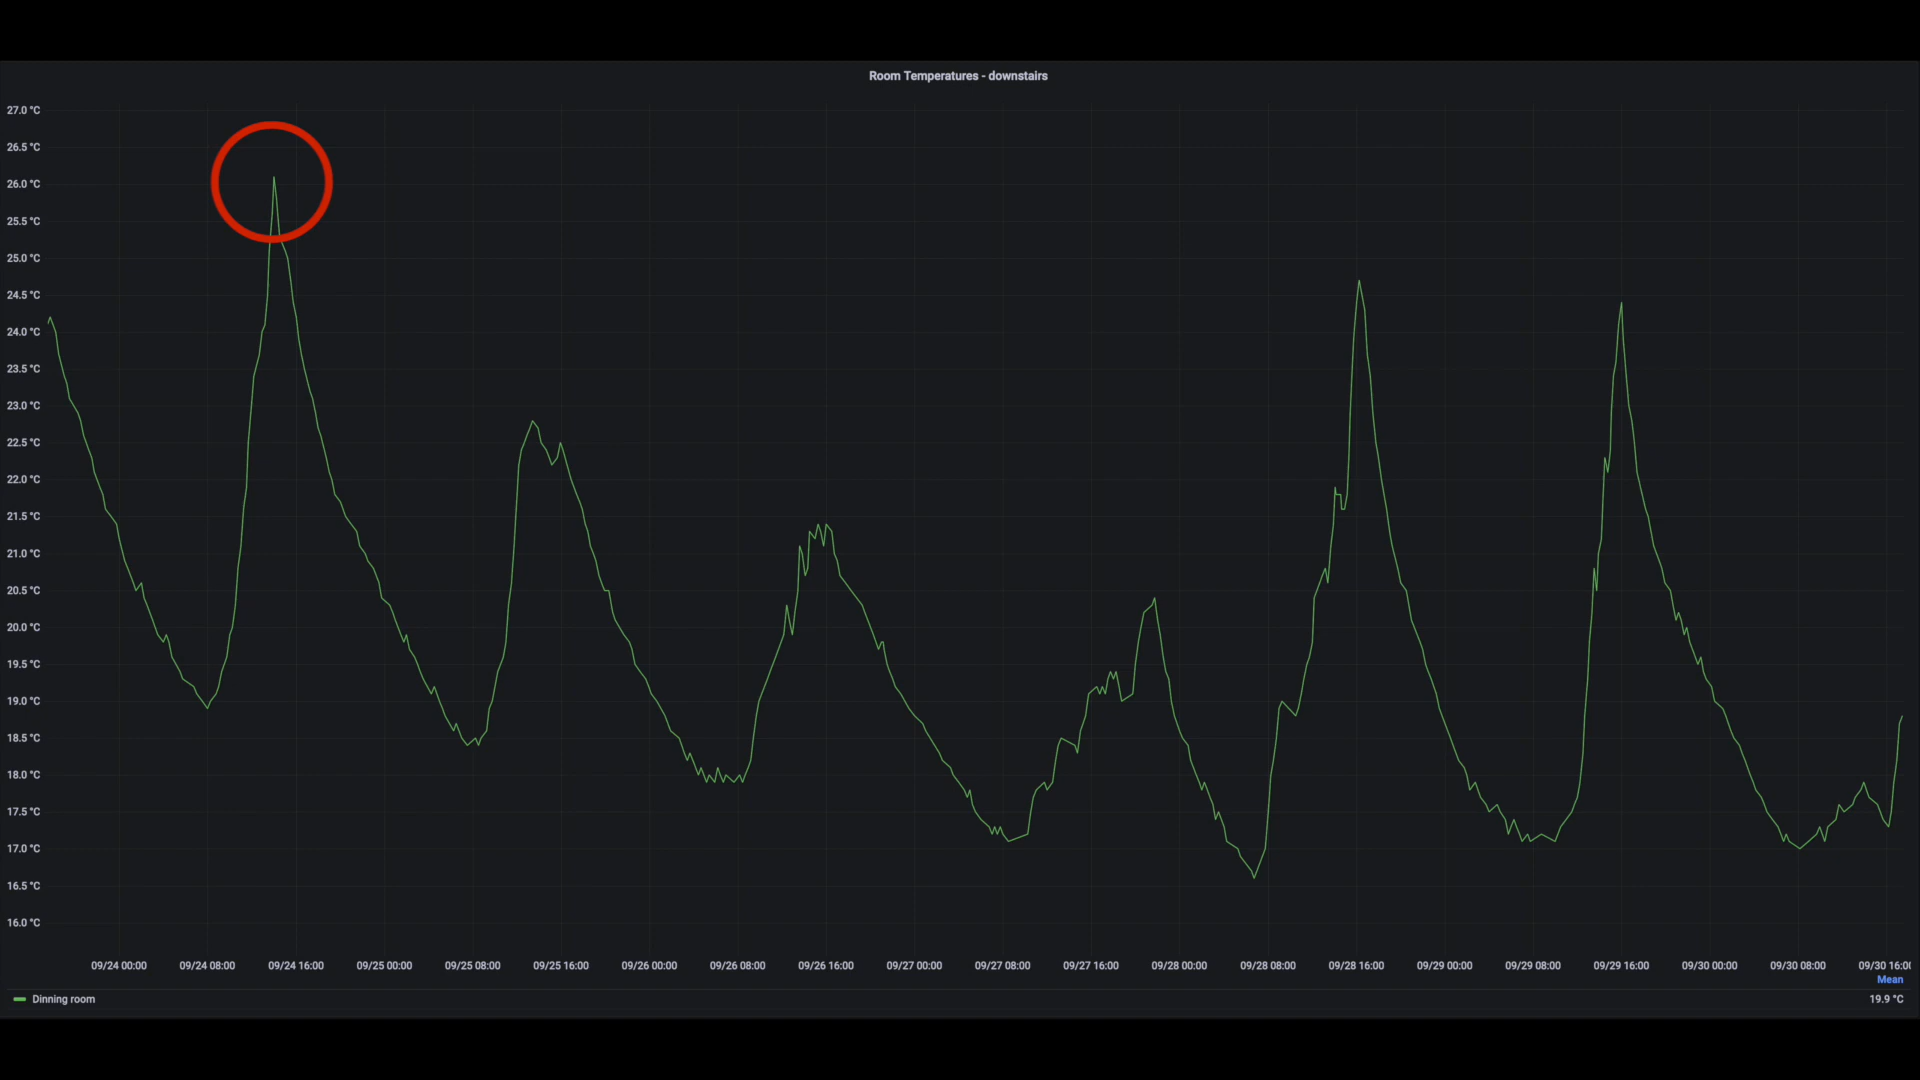 Room Temperatures - downstairs
27.0 °C
26.5 °C
26.0 °C
25.5 °C
25.0 °C
24.5 °C
24.0 °C
23.5 °C
23.0 °C
22.5 °C
22.0 °C
21.5 °C
21.0 °C
20.5 °C
20.0 °C
19.5 °C
19.0 °C
18.5 °C
18.0 °C
17.5 °C
17.0 °C
16.5 °C
16.0 °C
09/24 00:00 09/24 08:00 09/24 16:00 09/25 00:00 09/25 08:00 09/25 16:00 09/26 00:00 09/26 08:00 09/26 16:00 09/27 00:00 09/27 08:00 09/27 16:00 09/28 00:00 09/28 08:00 09/28 16:00 09/29 00:00 09/29 08:00 09/29 16:00 09/30 00:00 09/30 08:00 09/30 16:00
Mean
Dinning room 19.9 °C